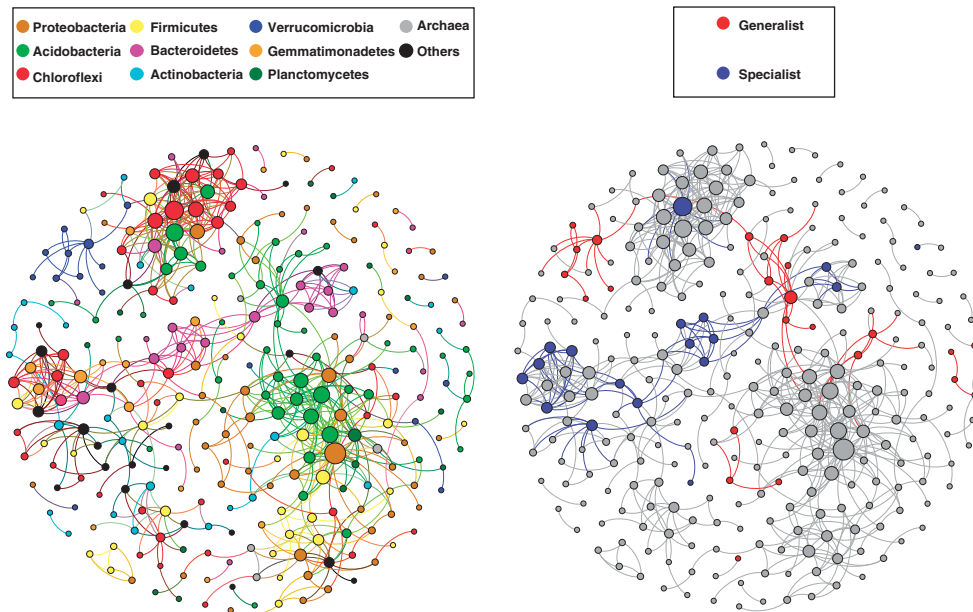 Proteobacteria Firmicutes Verrucomicrobia Archaea
Acidobacteria Bacteroidetes Gemmatimonadetes Others
Chloroflexi Actinobacteria Planctomycetes
Generalist
Specialist